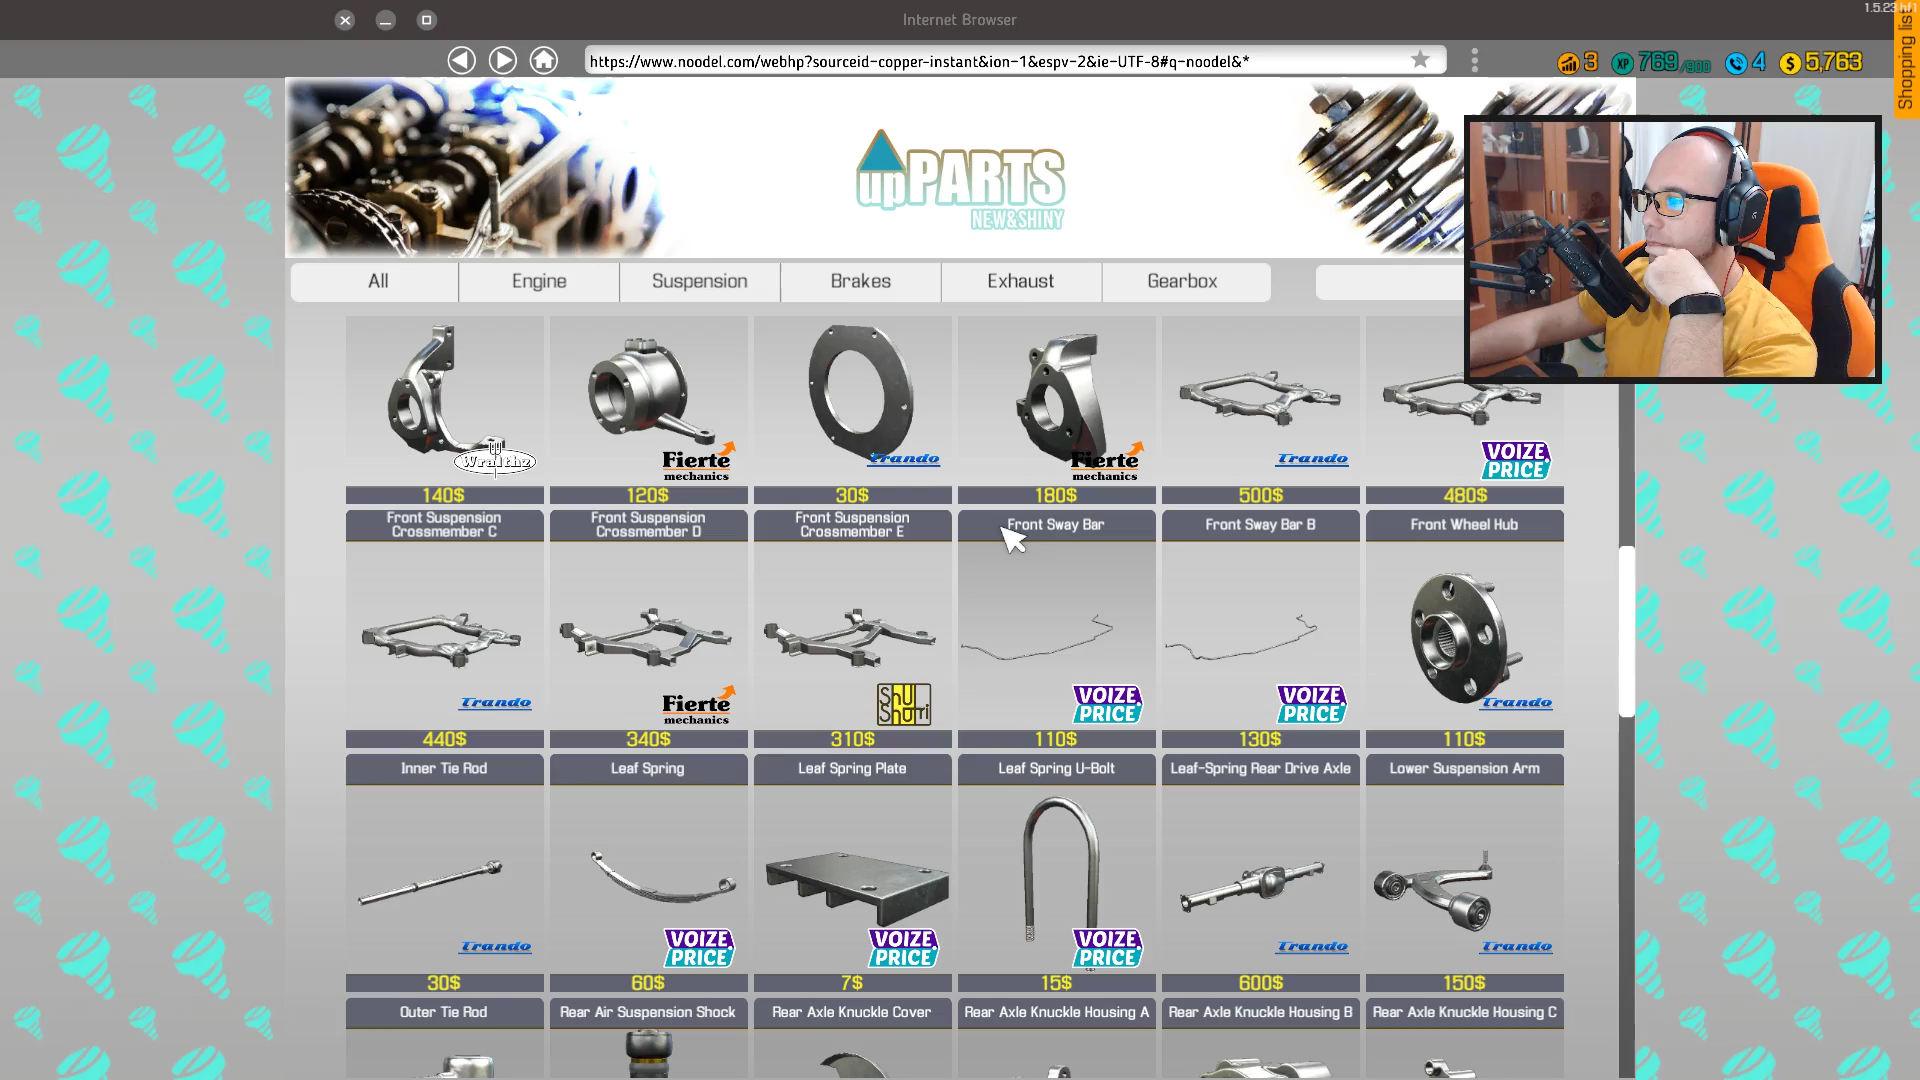 Internet Browser
1.5.23.hf1
Shopping list
https://www.noodel.com/webhp?sourceid-copper-instant&ion-1&espv-2&ie-UTF-8#q-noodel&*
3
XP 769/900
4
$ 5,763
upPARTS
NEW&SHINY
All
Engine
Suspension
Brakes
Exhaust
Gearbox
Wralthz
Fierte
mechanics
Trando
Fierte
mechanics
Trando
VOIZE
PRICE
140$
120$
30$
180$
500$
480$
Front Suspension
Crossmember C
Front Suspension
Crossmember D
Front Suspension
Crossmember E
Front Sway Bar
Front Sway Bar B
Front Wheel Hub
Trando
Fierte
mechanics
Shu
Shuri
VOIZE
PRICE
VOIZE
PRICE
Trando
440$
340$
310$
110$
130$
110$
Inner Tie Rod
Leaf Spring
Leaf Spring Plate
Leaf Spring U-Bolt
Leaf-Spring Rear Drive Axle
Lower Suspension Arm
Trando
VOIZE
PRICE
VOIZE
PRICE
VOIZE
PRICE
Trando
Trando
30$
60$
7$
15$
600$
150$
Outer Tie Rod
Rear Air Suspension Shock
Rear Axle Knuckle Cover
Rear Axle Knuckle Housing A
Rear Axle Knuckle Housing B
Rear Axle Knuckle Housing C